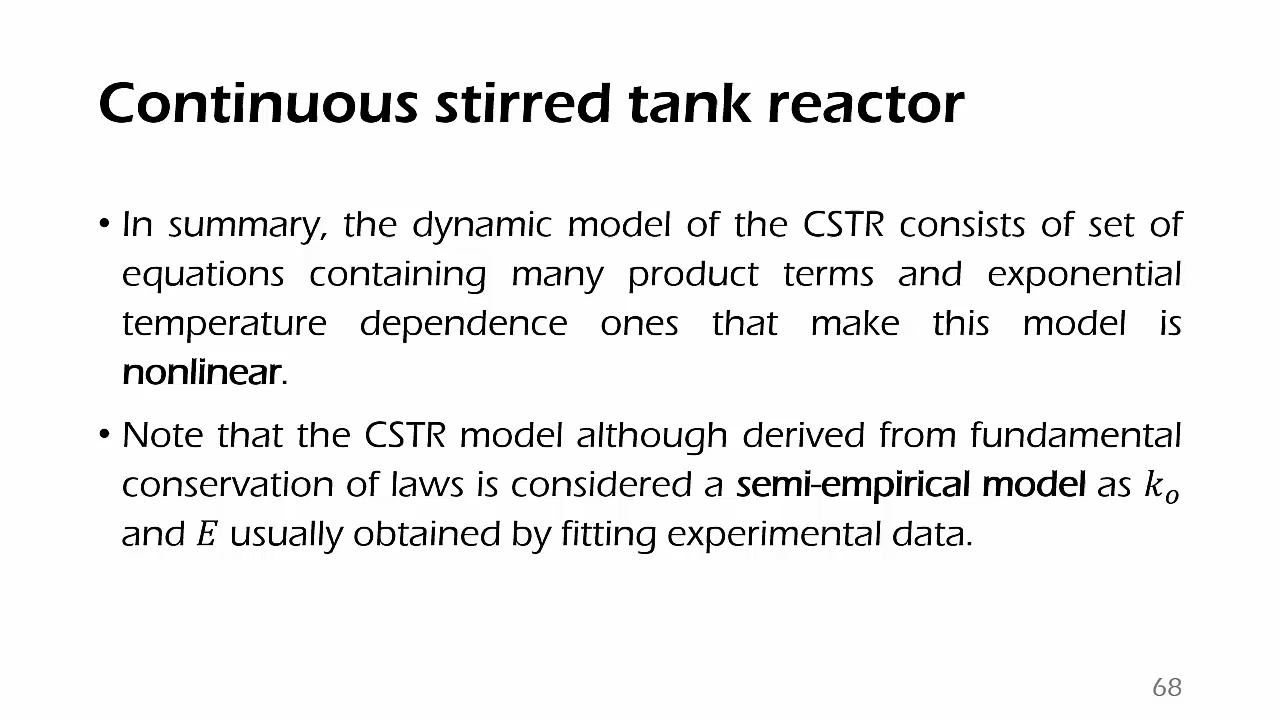 Continuous stirred tank reactor
• In summary, the dynamic model of the CSTR consists of set of
equations containing many product terms and exponential
temperature dependence ones that make this model is
nonlinear.
• Note that the CSTR model although derived from fundamental
conservation of laws is considered a semi-empirical model as kₒ
and E usually obtained by fitting experimental data.
68